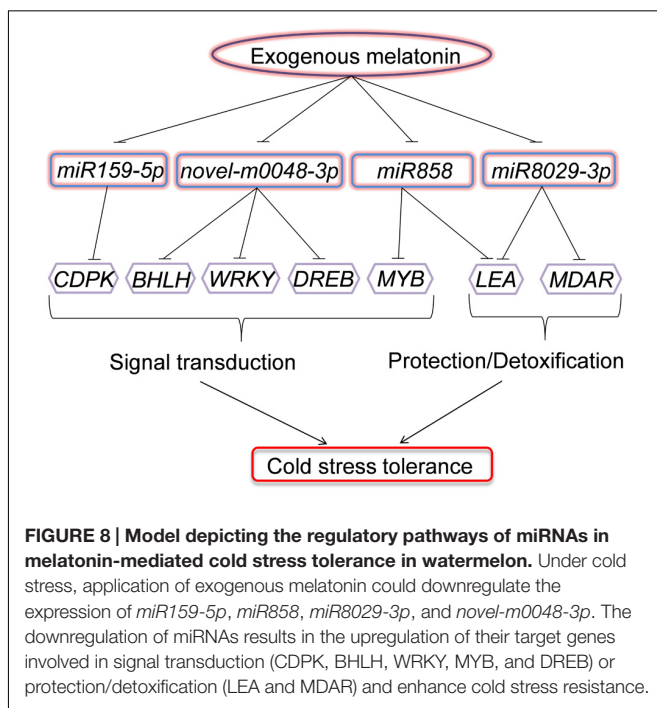 Exogenous melatonin
miR159-5p novel-m0048-3p miR858 miR8029-3p
CDPK BHLH WRKY DREB MYB LEA MDAR
Signal transduction Protection/Detoxification
Cold stress tolerance
FIGURE 8 | Model depicting the regulatory pathways of miRNAs in
melatonin-mediated cold stress tolerance in watermelon. Under cold
stress, application of exogenous melatonin could downregulate the
expression of miR159-5p, miR858, miR8029-3p, and novel-m0048-3p. The
downregulation of miRNAs results in the upregulation of their target genes
involved in signal transduction (CDPK, BHLH, WRKY, MYB, and DREB) or
protection/detoxification (LEA and MDAR) and enhance cold stress resistance.